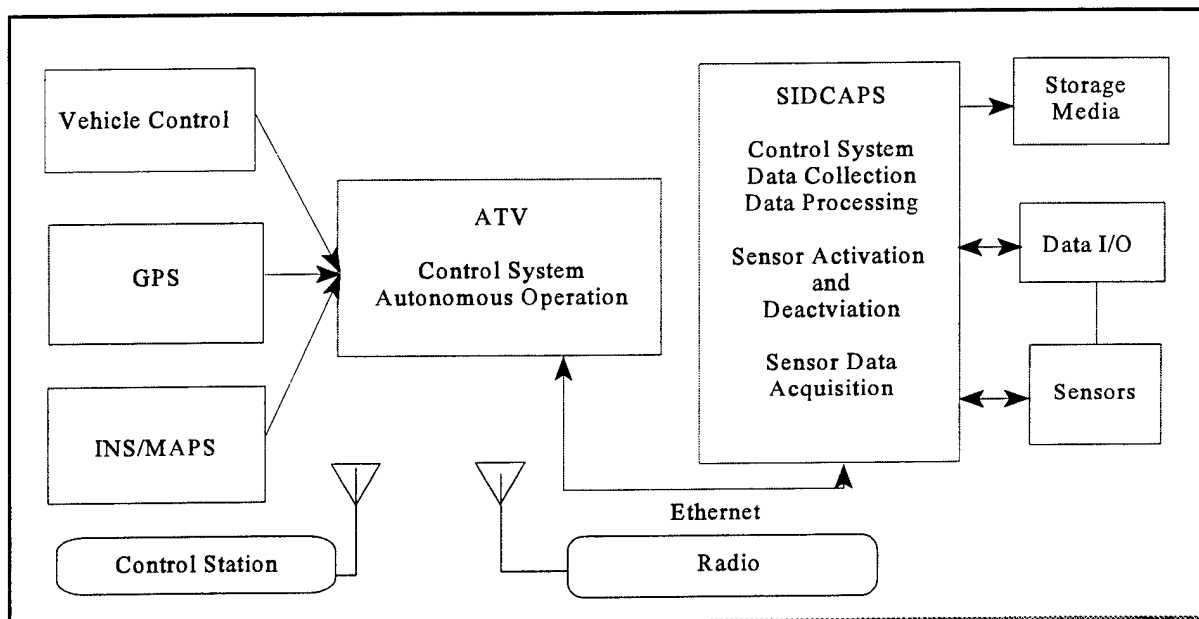 Vehicle Control
GPS
INS/MAPS
ATV
Control System
Autonomous Operation
SIDCAPS
Control System
Data Collection
Data Processing
Sensor Activation
and
Deactviation
Sensor Data
Acquisition
Storage
Media
Data I/O
Sensors
Ethernet
Control Station
Radio